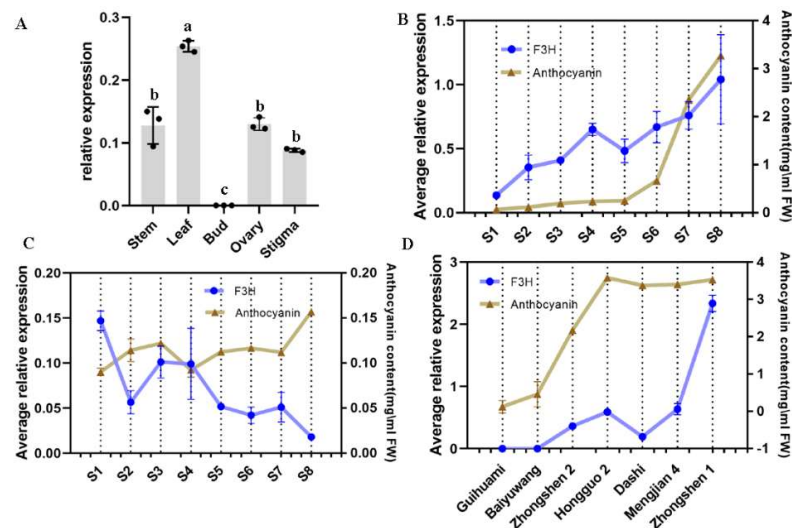 A
relative expression
0.3
0.2
0.1
0.0
b
a
c
b
b
Stem
Leaf
Bud
Ovary
Stigma
B
Average relative expression
1.5
1.0
0.5
0.0
F3H
Anthocyanin
4
3
2
1
0
Anthocyanin content(mg\ml FW)
S1
S2
S3
S4
S5
S6
S7
S8
C
Average relative expression
0.20
0.15
0.10
0.05
0.00
F3H
Anthocyanin
0.20
0.15
0.10
0.05
0.00
Anthocyanin content(mg\ml FW)
S1
S2
S3
S4
S5
S6
S7
S8
D
Average relative expression
3
2
1
0
F3H
Anthocyanin
4
3
2
1
0
-1
Anthocyanin content(mg\ml FW)
Guihuami
Baiyuwang
Zhongshen 2
Hongguo 2
Dashi
Mengjian 4
Zhongshen 1